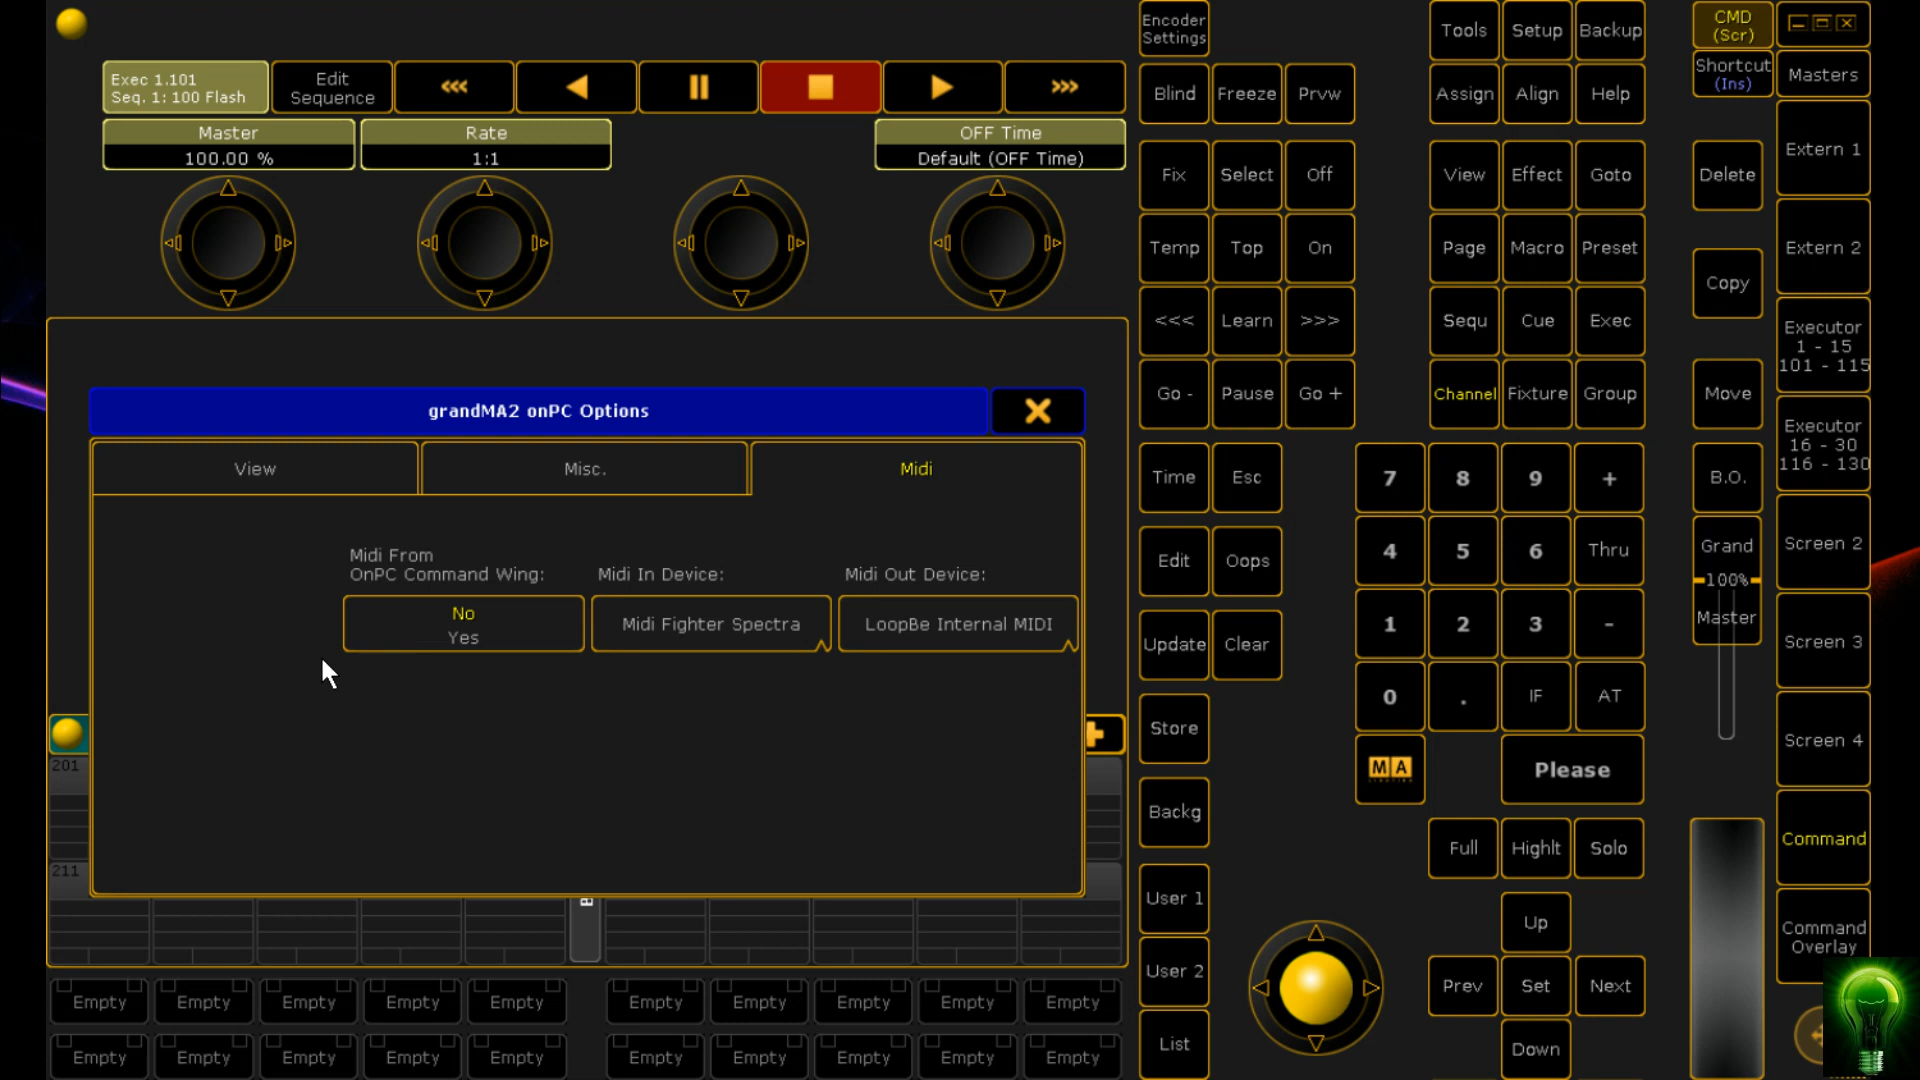 Exec 1.101
Seq. 1: 100 Flash
Edit
Sequence
<<<
>>>
Master
100.00 %
Rate
1:1
OFF Time
Default (OFF Time)
grandMA2 onPC Options
View
Misc.
Midi
Midi From
OnPC Command Wing:
Midi In Device:
Midi Out Device:
No
Yes
Midi Fighter Spectra
LoopBe Internal MIDI
201
211
Empty Empty Empty Empty Empty Empty Empty Empty Empty Empty
Empty Empty Empty Empty Empty Empty Empty Empty Empty Empty
Encoder
Settings
Blind Freeze Prvw
Fix Select Off
Temp Top On
<<< Learn >>>
Go - Pause Go +
Time Esc
Edit Oops
Update Clear
Store
Backg
User 1
User 2
List
Tools Setup Backup
Assign Align Help
View Effect Goto
Page Macro Preset
Sequ Cue Exec
Channel Fixture Group
7 8 9 +
4 5 6 Thru
1 2 3 -
0 . IF AT
MA
Please
Full Highlt Solo
Up
Prev Set Next
Down
CMD
(Scr)
Shortcut
(Ins)
Delete
Copy
Move
B.O.
Grand
100%
Master
Masters
Extern 1
Extern 2
Executor
1 - 15
101 - 115
Executor
16 - 30
116 - 130
Screen 2
Screen 3
Screen 4
Command
Command
Overlay